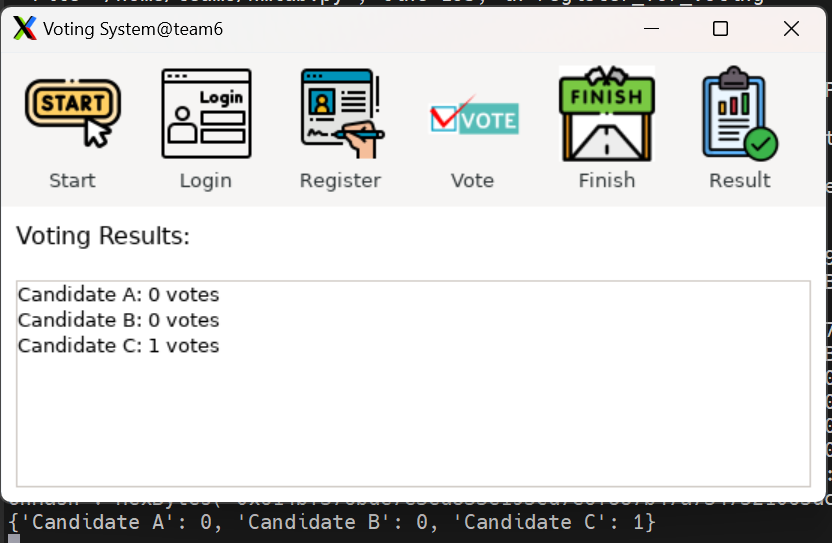 Voting System@team6
START
Login
FINISH
VOTE
Start
Login
Register
Vote
Finish
Result
Voting Results:
Candidate A: 0 votes
Candidate B: 0 votes
Candidate C: 1 votes
{'Candidate A': 0, 'Candidate B': 0, 'Candidate C': 1}